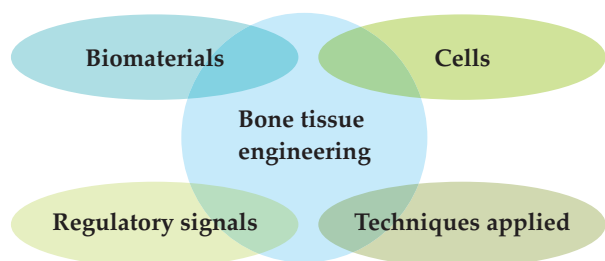 Biomaterials
Cells
Bone tissue
engineering
Regulatory signals
Techniques applied